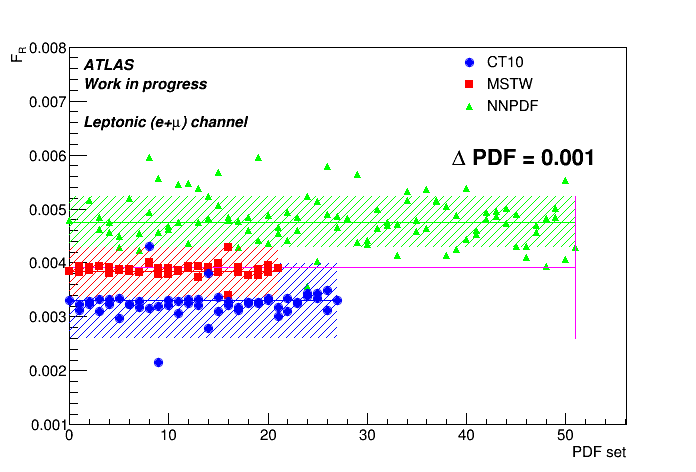 F_R
0.008
ATLAS
Work in progress
Leptonic (e+μ) channel
CT10
MSTW
NNPDF
Δ PDF = 0.001
0.007
0.006
0.005
0.004
0.003
0.002
0.001
0 10 20 30 40 50
PDF set